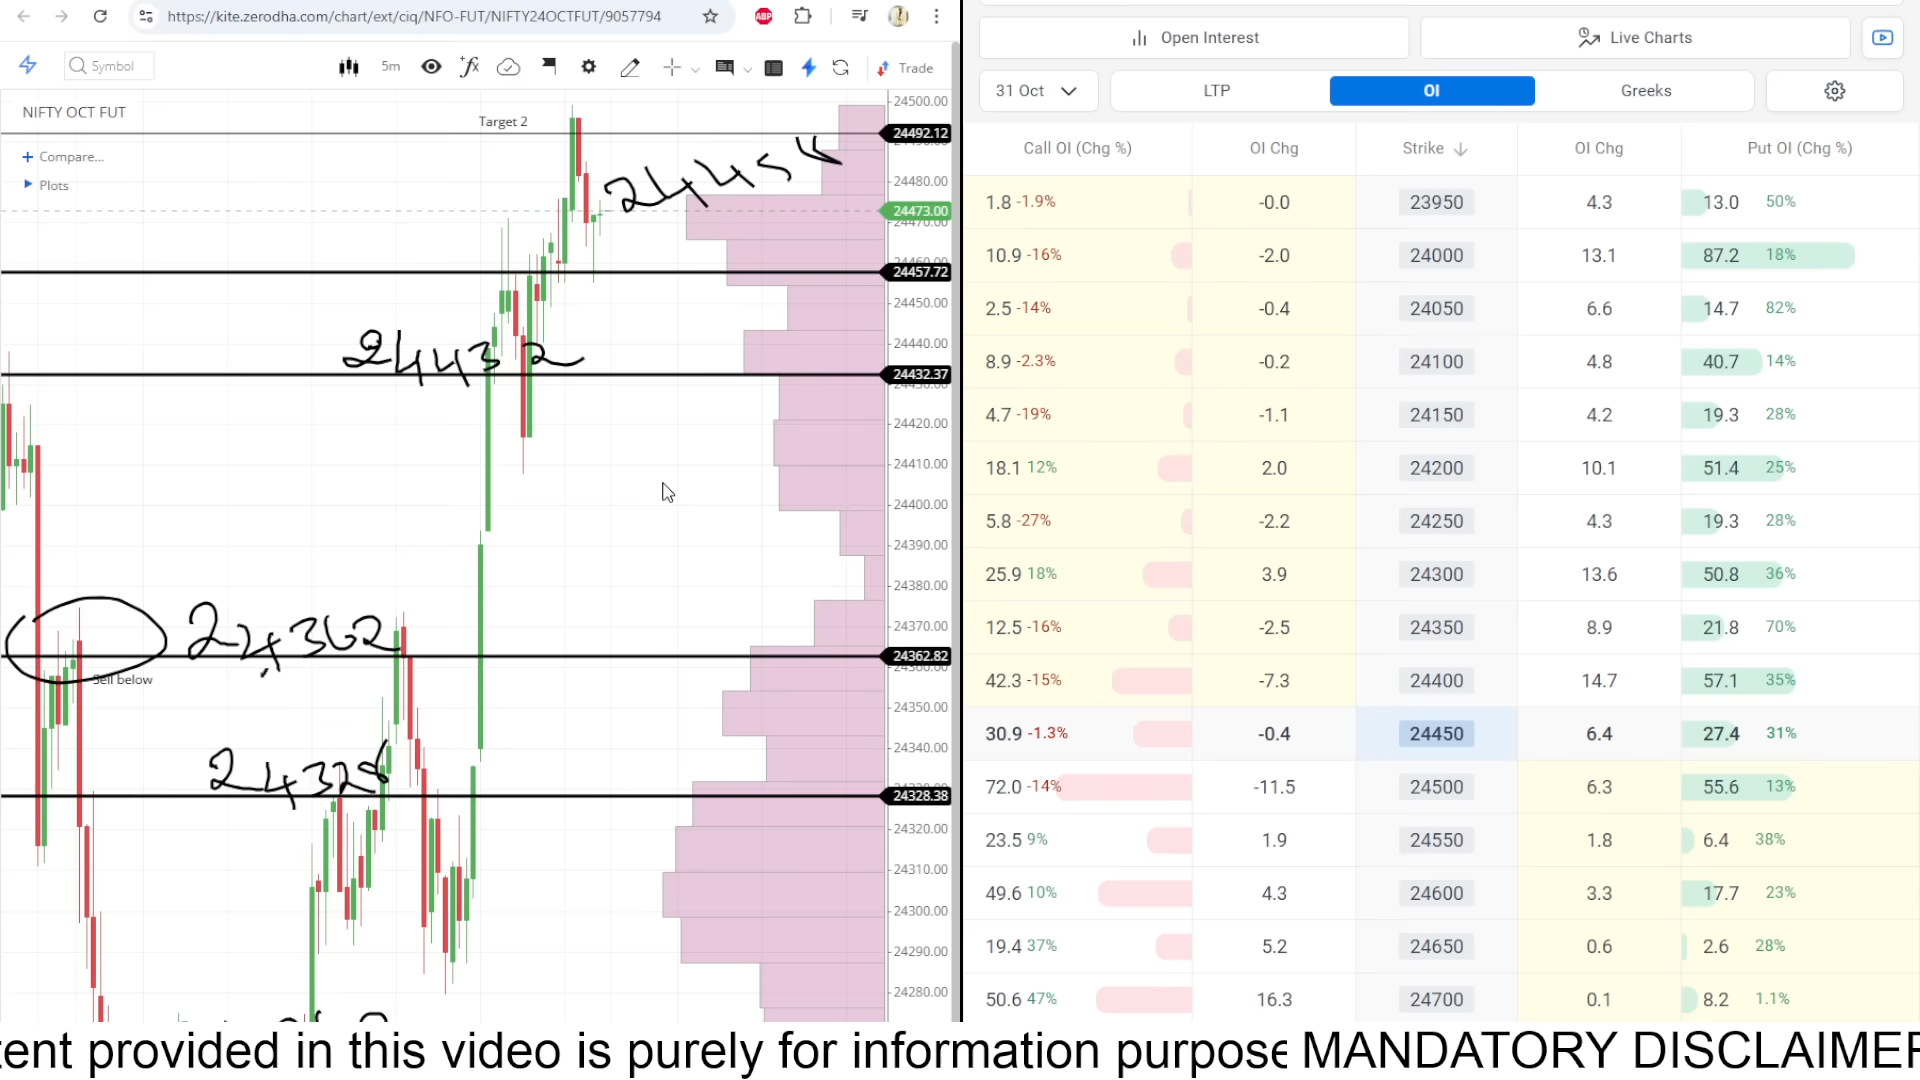 https://kite.zerodha.com/chart/ext/ciq/NFO-FUT/NIFTY24OCTFUT/9057794
ABP
Symbol
5m
Trade
NIFTY OCT FUT
+ Compare...
Plots
Target 2
24432
24362
Sell below
24328
24500.00
24492.12
24480.00
24473.00
24470.00
24457.72
24450.00
24440.00
24432.37
24420.00
24410.00
24400.00
24390.00
24380.00
24370.00
24362.82
24350.00
24340.00
24328.38
24320.00
24310.00
24300.00
24290.00
24280.00
Open Interest
Live Charts
31 Oct
LTP
OI
Greeks
Call OI (Chg %) OI Chg Strike OI Chg Put OI (Chg %)
1.8 -1.9% -0.0 23950 4.3 13.0 50%
10.9 -16% -2.0 24000 13.1 87.2 18%
2.5 -14% -0.4 24050 6.6 14.7 82%
8.9 -2.3% -0.2 24100 4.8 40.7 14%
4.7 -19% -1.1 24150 4.2 19.3 28%
18.1 12% 2.0 24200 10.1 51.4 25%
5.8 -27% -2.2 24250 4.3 19.3 28%
25.9 18% 3.9 24300 13.6 50.8 36%
12.5 -16% -2.5 24350 8.9 21.8 70%
42.3 -15% -7.3 24400 14.7 57.1 35%
30.9 -1.3% -0.4 24450 6.4 27.4 31%
72.0 -14% -11.5 24500 6.3 55.6 13%
23.5 9% 1.9 24550 1.8 6.4 38%
49.6 10% 4.3 24600 3.3 17.7 23%
19.4 37% 5.2 24650 0.6 2.6 28%
50.6 47% 16.3 24700 0.1 8.2 1.1%
tent provided in this video is purely for information purpose MANDATORY DISCLAIMER